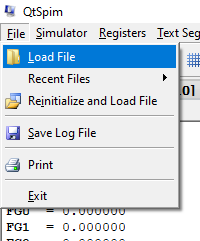 QtSpim
File Simulator Registers Text Seg
Load File
Recent Files
Reinitialize and Load File
Save Log File
Print
Exit
FG0 = 0.000000
FG1 = 0.000000